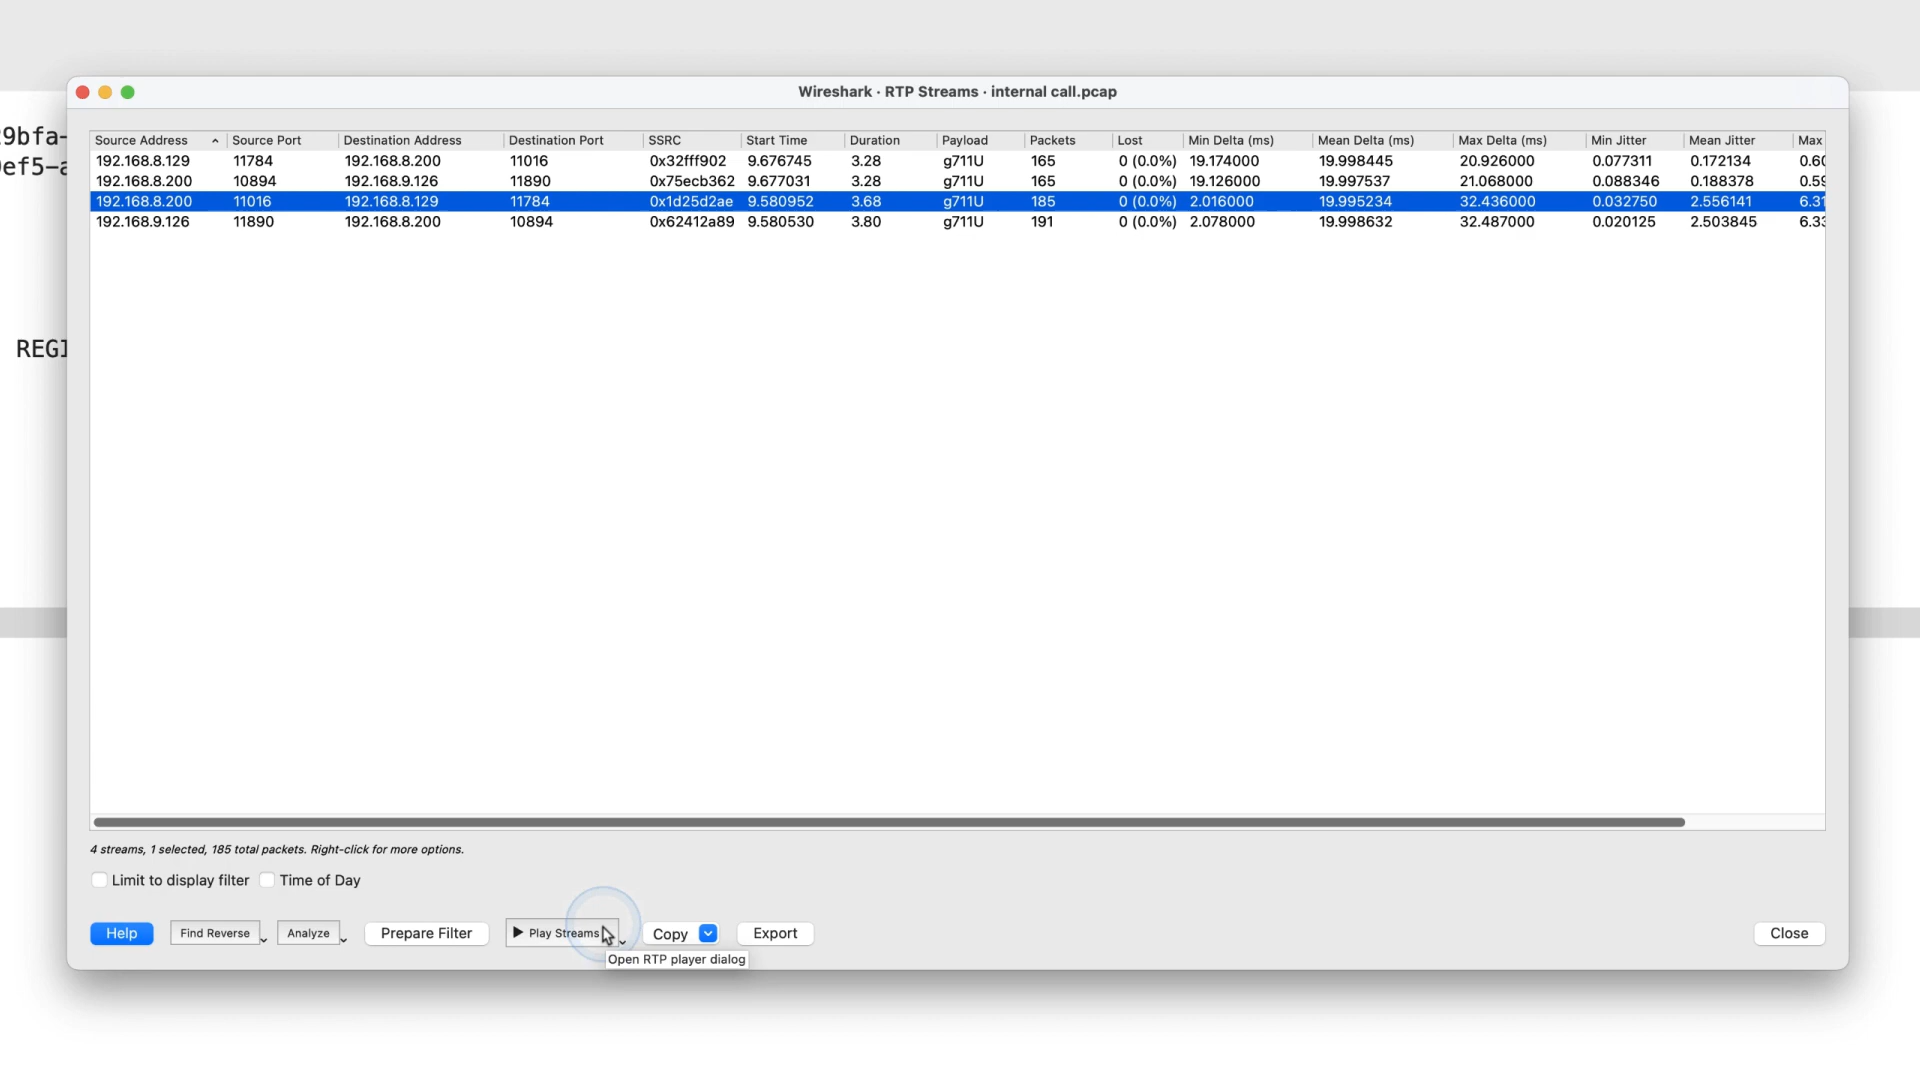 Wireshark · RTP Streams · internal call.pcap
9bfa-
ef5-a
REGI
Source Address Source Port Destination Address Destination Port SSRC Start Time Duration Payload Packets Lost Min Delta (ms) Mean Delta (ms) Max Delta (ms) Min Jitter Mean Jitter Max
192.168.8.129 11784 192.168.8.200 11016 0x32fff902 9.676745 3.28 g711U 165 0 (0.0%) 19.174000 19.998445 20.926000 0.077311 0.172134 0.60
192.168.8.200 10894 192.168.9.126 11890 0x75ecb362 9.677031 3.28 g711U 165 0 (0.0%) 19.126000 19.997537 21.068000 0.088346 0.188378 0.59
192.168.8.200 11016 192.168.8.129 11784 0x1d25d2ae 9.580952 3.68 g711U 185 0 (0.0%) 2.016000 19.995234 32.436000 0.032750 2.556141 6.31
192.168.9.126 11890 192.168.8.200 10894 0x62412a89 9.580530 3.80 g711U 191 0 (0.0%) 2.078000 19.998632 32.487000 0.020125 2.503845 6.33
4 streams, 1 selected, 185 total packets. Right-click for more options.
Limit to display filter Time of Day
Help Find Reverse Analyze Prepare Filter Play Streams Copy Export Close
Open RTP player dialog